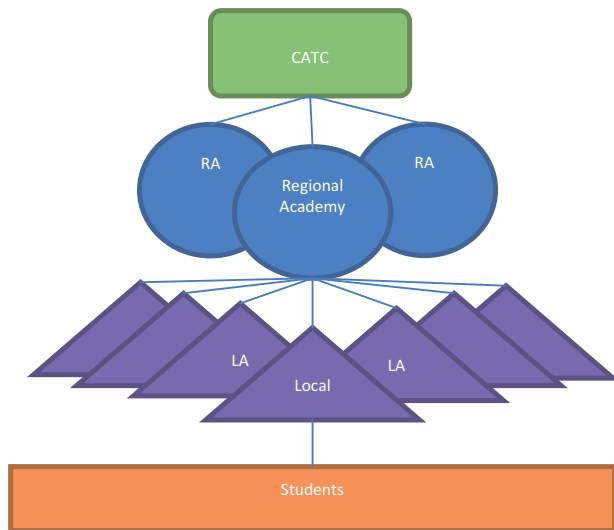 CATC
RA
RA
Regional
Academy
LA
LA
Local
Students